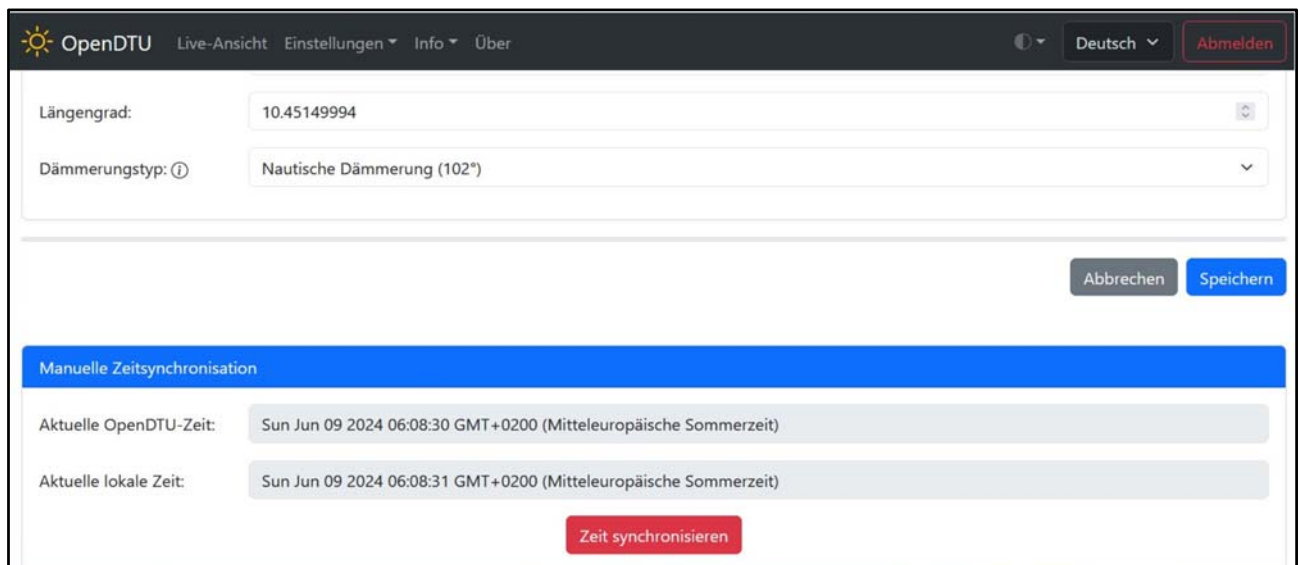 OpenDTU Live-Ansicht Einstellungen Info Über Deutsch Abmelden
Längengrad: 10.45149994
Dämmerungstyp: Nautische Dämmerung (102°)
Abbrechen Speichern
Manuelle Zeitsynchronisation
Aktuelle OpenDTU-Zeit: Sun Jun 09 2024 06:08:30 GMT+0200 (Mitteleuropäische Sommerzeit)
Aktuelle lokale Zeit: Sun Jun 09 2024 06:08:31 GMT+0200 (Mitteleuropäische Sommerzeit)
Zeit synchronisieren